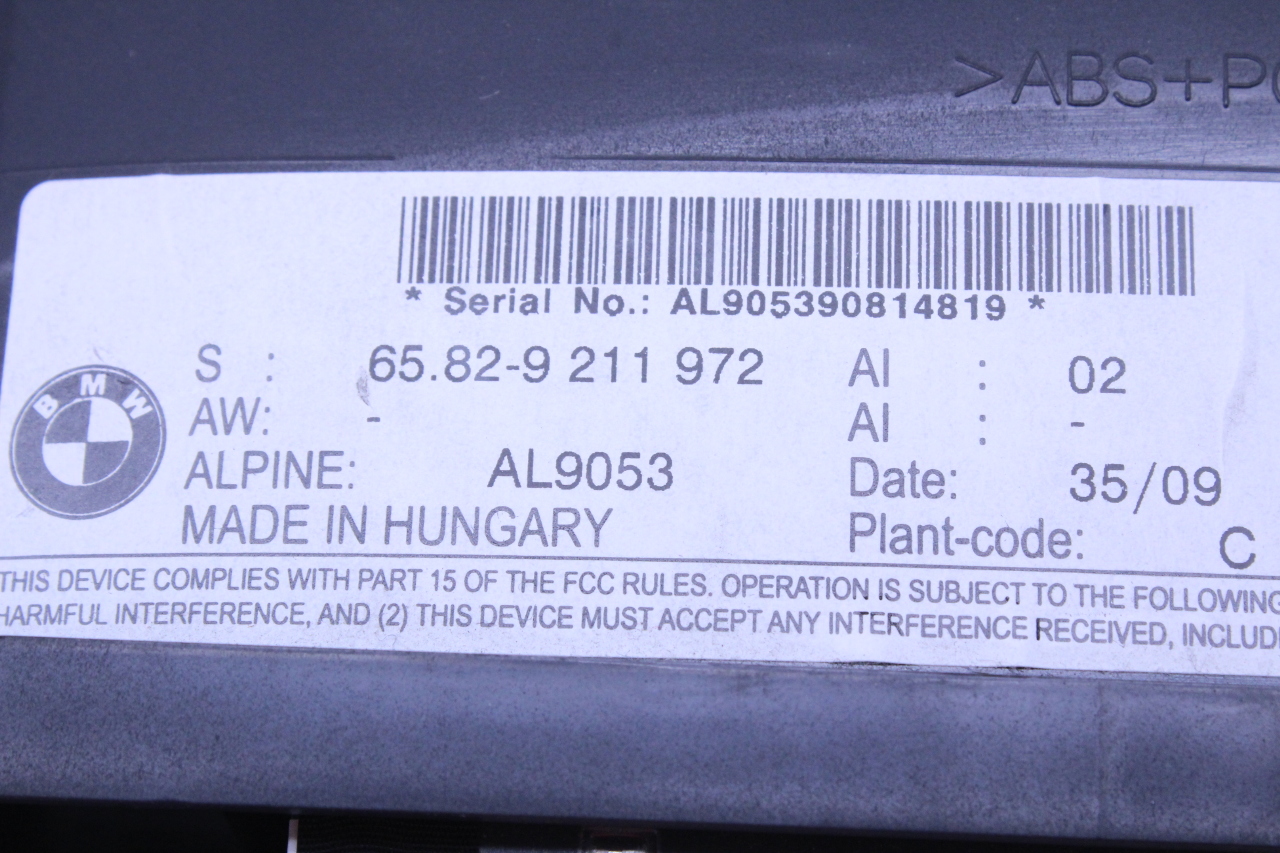 >ABS+P
* Serial No.: AL905390814819 *
S : 65.82-9 211 972 AI : 02
AW: - AI : -
BMW
ALPINE: AL9053 Date: 35/09
MADE IN HUNGARY Plant-code: C
THIS DEVICE COMPLIES WITH PART 15 OF THE FCC RULES. OPERATION IS SUBJECT TO THE FOLLOWING
HARMFUL INTERFERENCE, AND (2) THIS DEVICE MUST ACCEPT ANY INTERFERENCE RECEIVED, INCLUDI